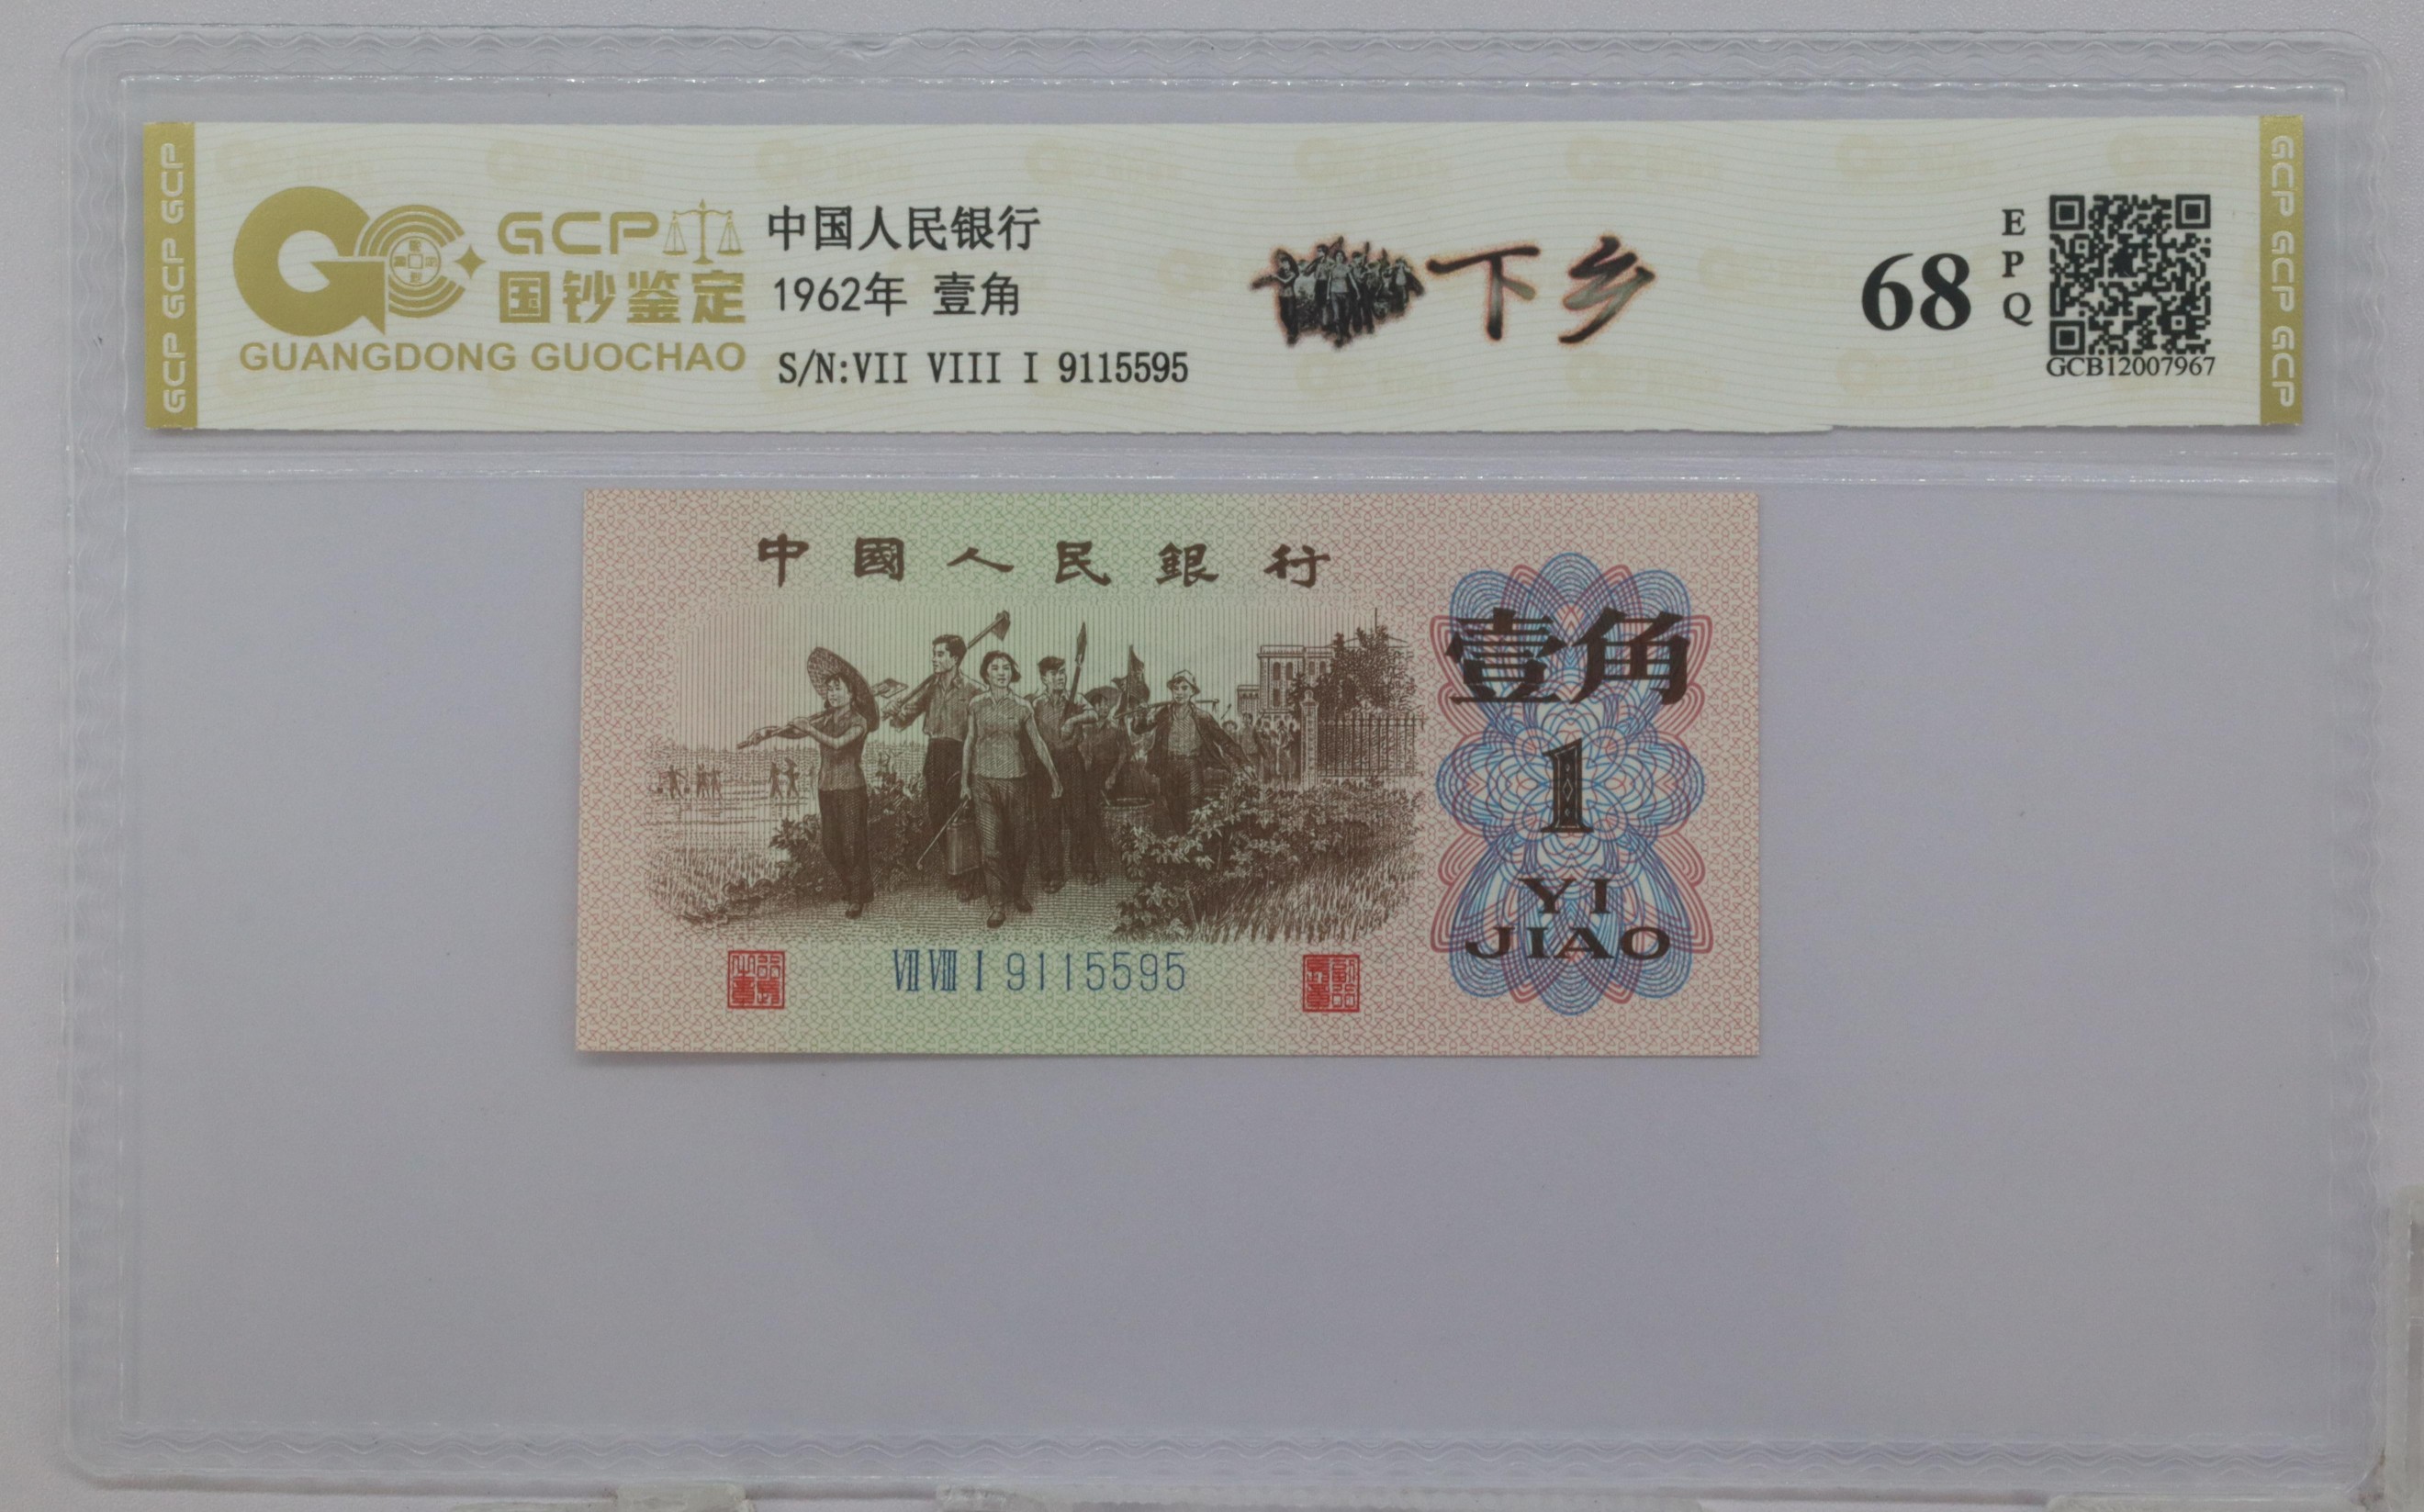 GCP GCP GCP
GCP
国钞鉴定
GUANGDONG GUOCHAO
中国人民银行
1962年 壹角
S/N:VII VIII I 9115595
下乡
68
EPQ
GCB12007967
GCP GCP GCP
中國人民銀行
壹角
1
YI
JIAO
VII VIII I 9115595